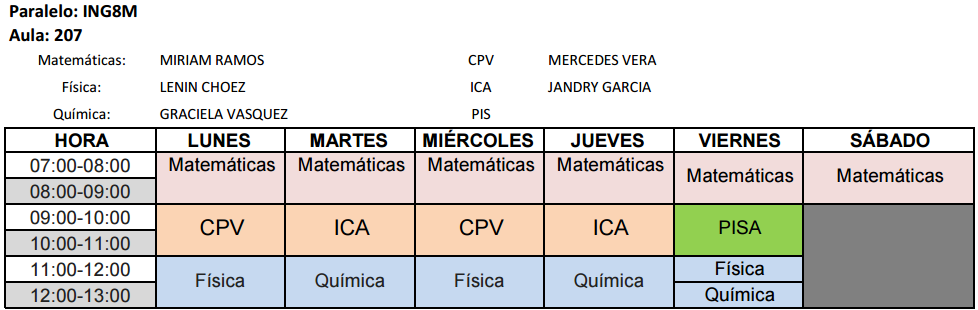 Paralelo: ING8M
Aula: 207
Matemáticas: MIRIAM RAMOS CPV MERCEDES VERA
Física: LENIN CHOEZ ICA JANDRY GARCIA
Química: GRACIELA VASQUEZ PIS
HORA LUNES MARTES MIÉRCOLES JUEVES VIERNES SÁBADO
07:00-08:00 Matemáticas Matemáticas Matemáticas Matemáticas Matemáticas Matemáticas
08:00-09:00
09:00-10:00 CPV ICA CPV ICA PISA
10:00-11:00
11:00-12:00 Física Química Física Química Física
12:00-13:00 Química